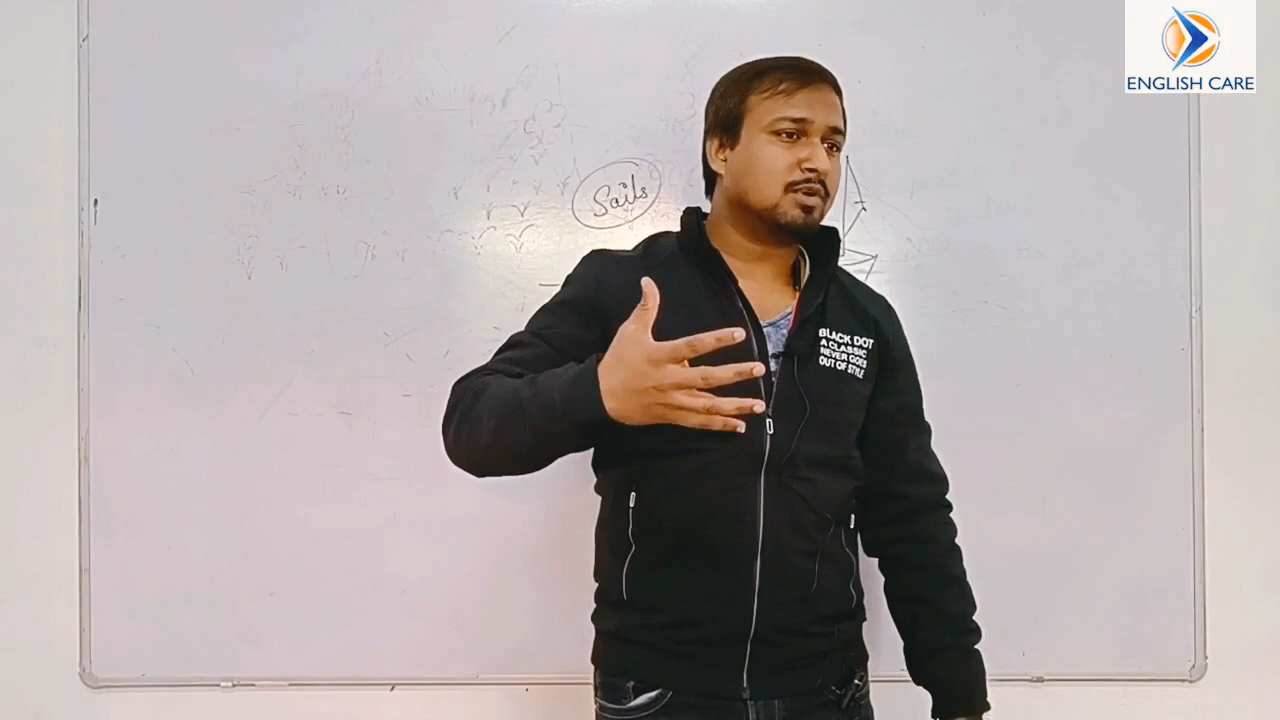 ENGLISH CARE
Sails
BLACK DOT
A CLASSIC
NEVER GOES
OUT OF STYLE